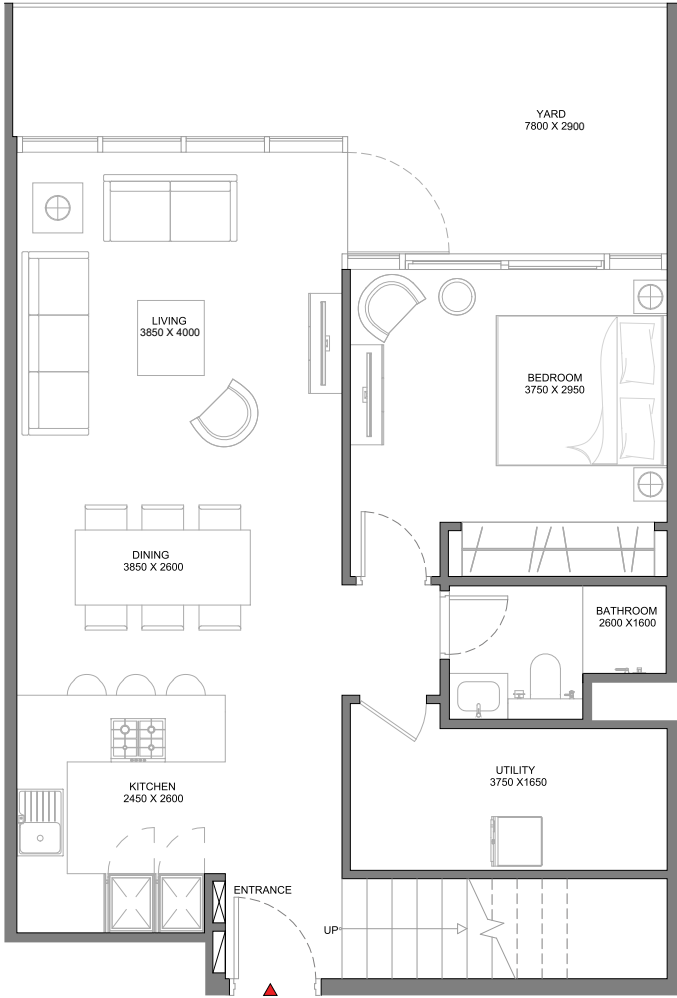 YARD
7800 X 2900
LIVING
3850 X 4000
BEDROOM
3750 X 2950
DINING
3850 X 2600
BATHROOM
2600 X1600
UTILITY
3750 X1650
KITCHEN
2450 X 2600
ENTRANCE
UP